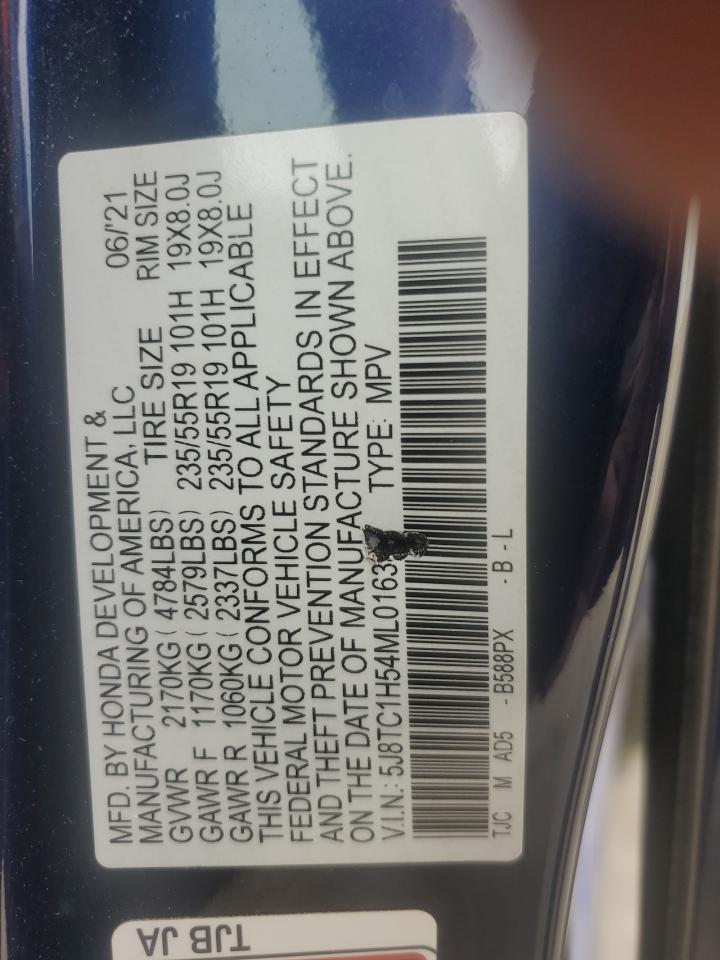 MFD. BY HONDA DEVELOPMENT &
MANUFACTURING OF AMERICA, LLC 06/'21
GVWR 2170KG ( 4784LBS) TIRE SIZE RIM SIZE
GAWR F 1170KG ( 2579LBS) 235/55R19 101H 19X8.0J
GAWR R 1060KG ( 2337LBS) 235/55R19 101H 19X8.0J
THIS VEHICLE CONFORMS TO ALL APPLICABLE
FEDERAL MOTOR VEHICLE SAFETY
AND THEFT PREVENTION STANDARDS IN EFFECT
ON THE DATE OF MANUFACTURE SHOWN ABOVE.
V.I.N.: 5J8TC1H54ML0163 TYPE: MPV
TJC M AD5 - B588PX - B - L
TJB JA